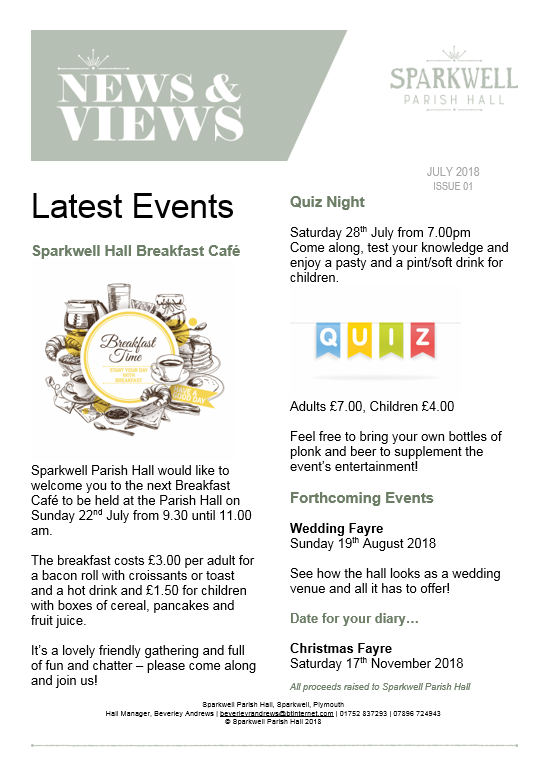 NEWS &
VIEWS
SPARKWELL
PARISH HALL
JULY 2018
ISSUE 01
Latest Events
Sparkwell Hall Breakfast Café
Breakfast
Time
START YOUR DAY
WITH
BREAKFAST
HAVE A
GOOD DAY
Sparkwell Parish Hall would like to
welcome you to the next Breakfast
Café to be held at the Parish Hall on
Sunday 22nd July from 9.30 until 11.00
am.
The breakfast costs £3.00 per adult for
a bacon roll with croissants or toast
and a hot drink and £1.50 for children
with boxes of cereal, pancakes and
fruit juice.
It’s a lovely friendly gathering and full
of fun and chatter – please come along
and join us!
Quiz Night
Saturday 28th July from 7.00pm
Come along, test your knowledge and
enjoy a pasty and a pint/soft drink for
children.
QUIZ
Adults £7.00, Children £4.00
Feel free to bring your own bottles of
plonk and beer to supplement the
event’s entertainment!
Forthcoming Events
Wedding Fayre
Sunday 19th August 2018
See how the hall looks as a wedding
venue and all it has to offer!
Date for your diary…
Christmas Fayre
Saturday 17th November 2018
All proceeds raised to Sparkwell Parish Hall
Sparkwell Parish Hall, Sparkwell, Plymouth
Hall Manager, Beverley Andrews | beverleyrandrews@btinternet.com | 01752 837293 | 07896 724943
© Sparkwell Parish Hall 2018